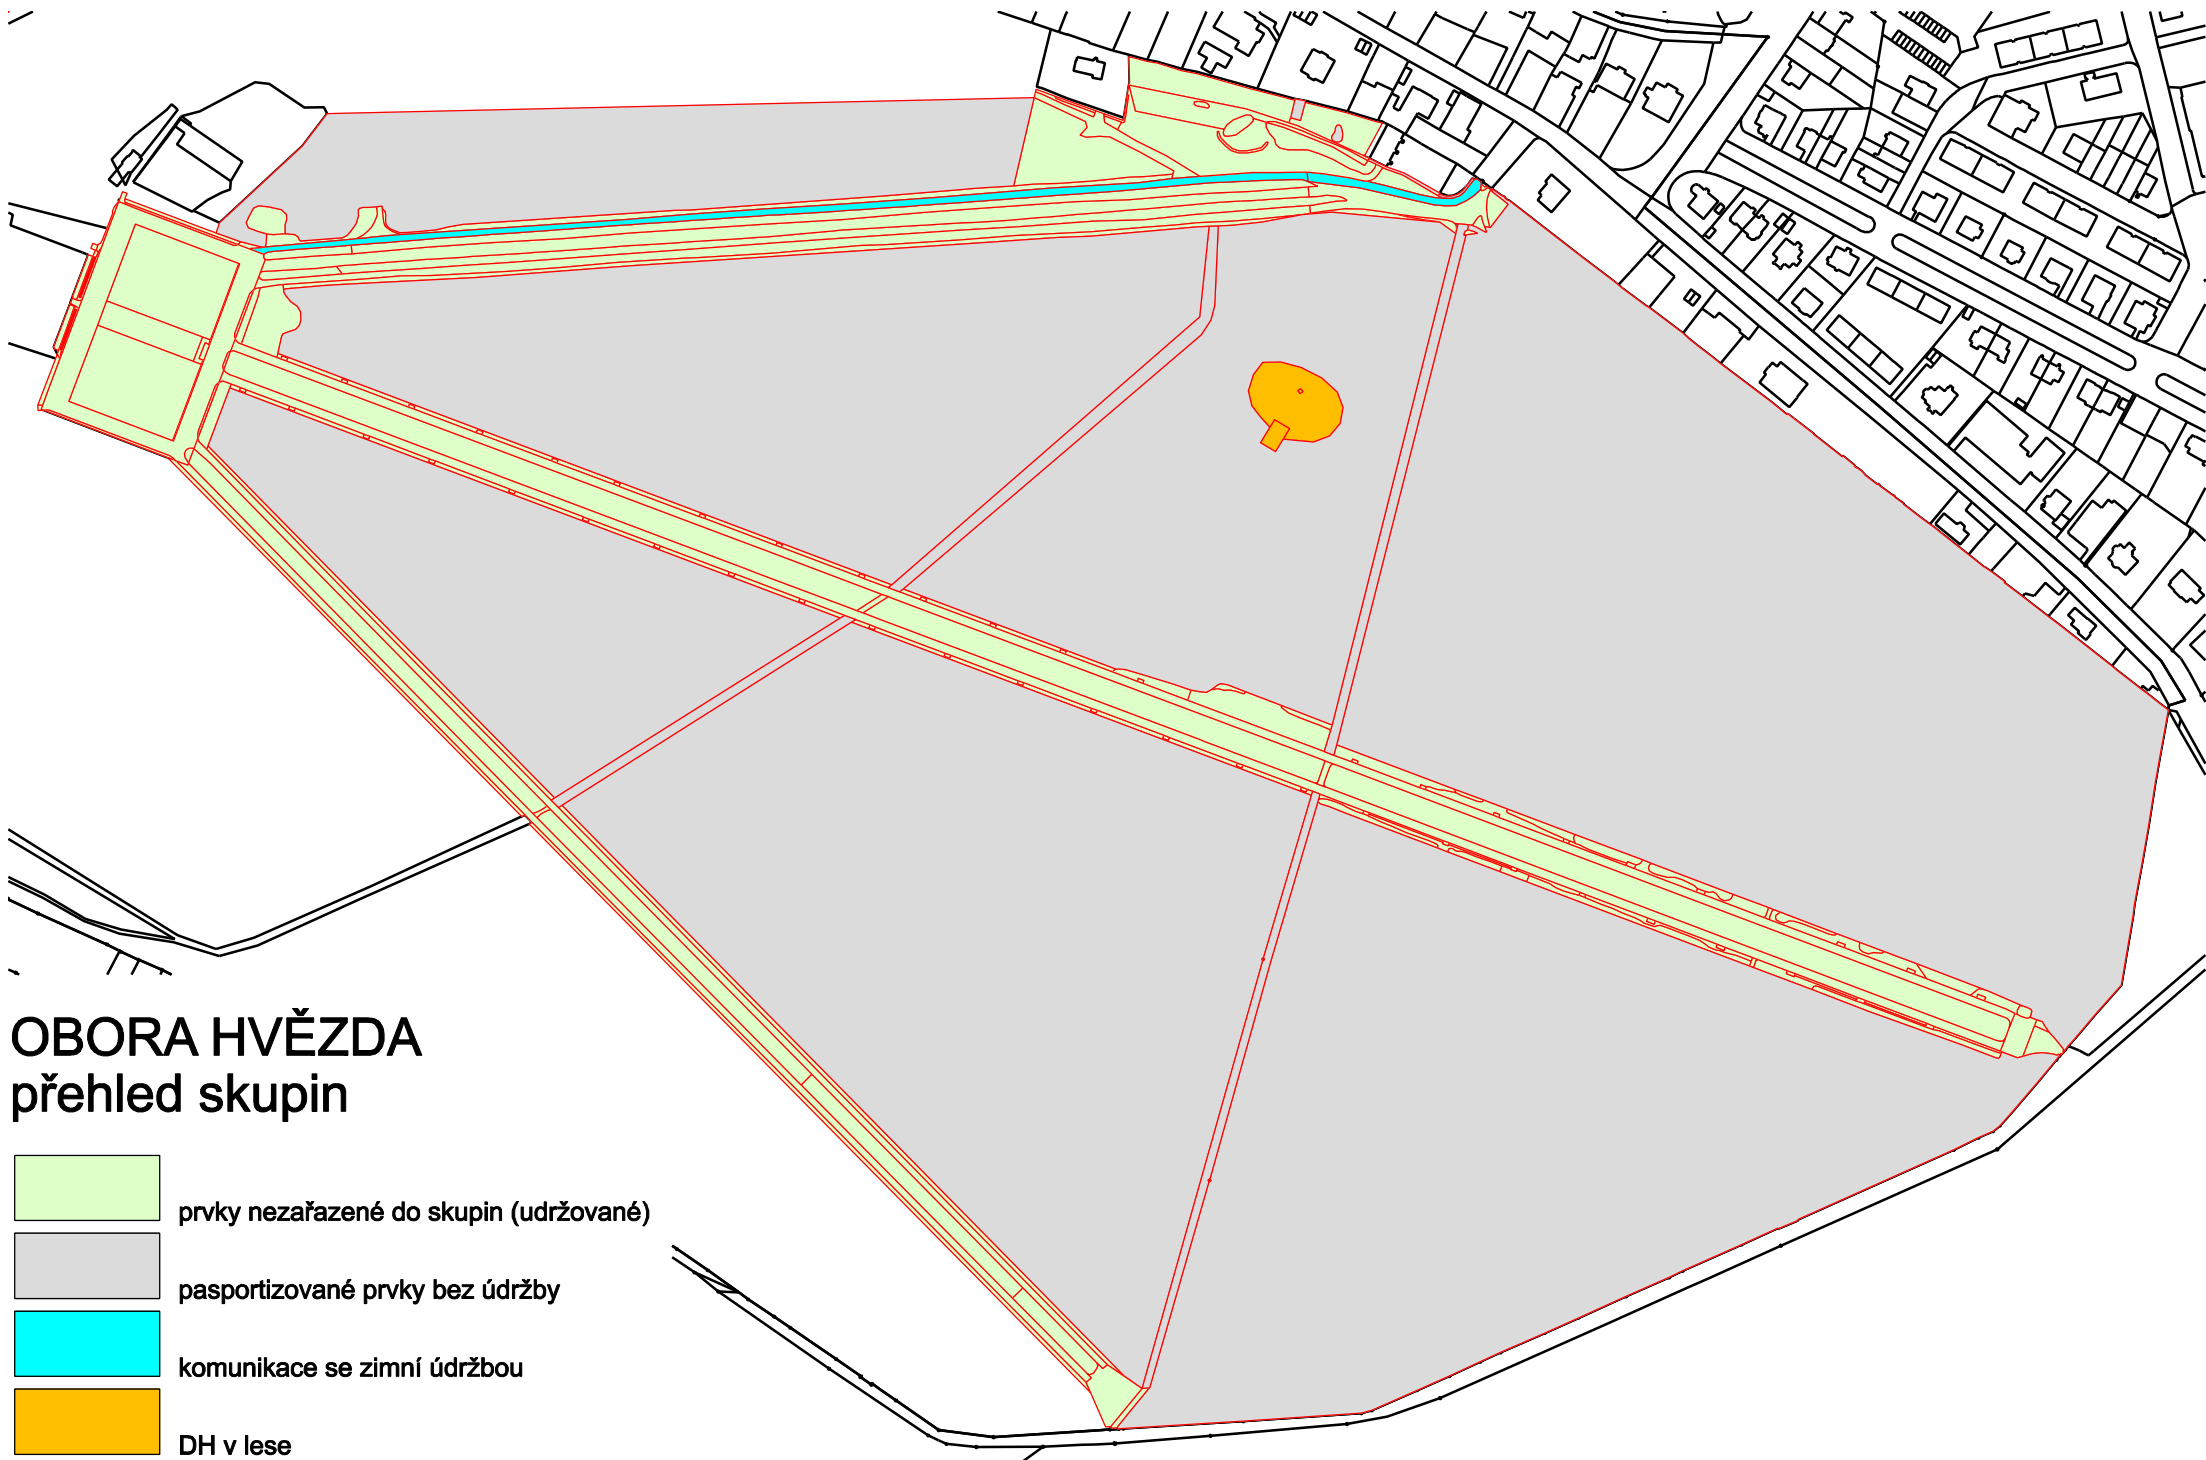 OBORA HVĚZDA
přehled skupin
prvky nezařazené do skupin (udržované)
pasportizované prvky bez údržby
komunikace se zimní údržbou
DH v lese